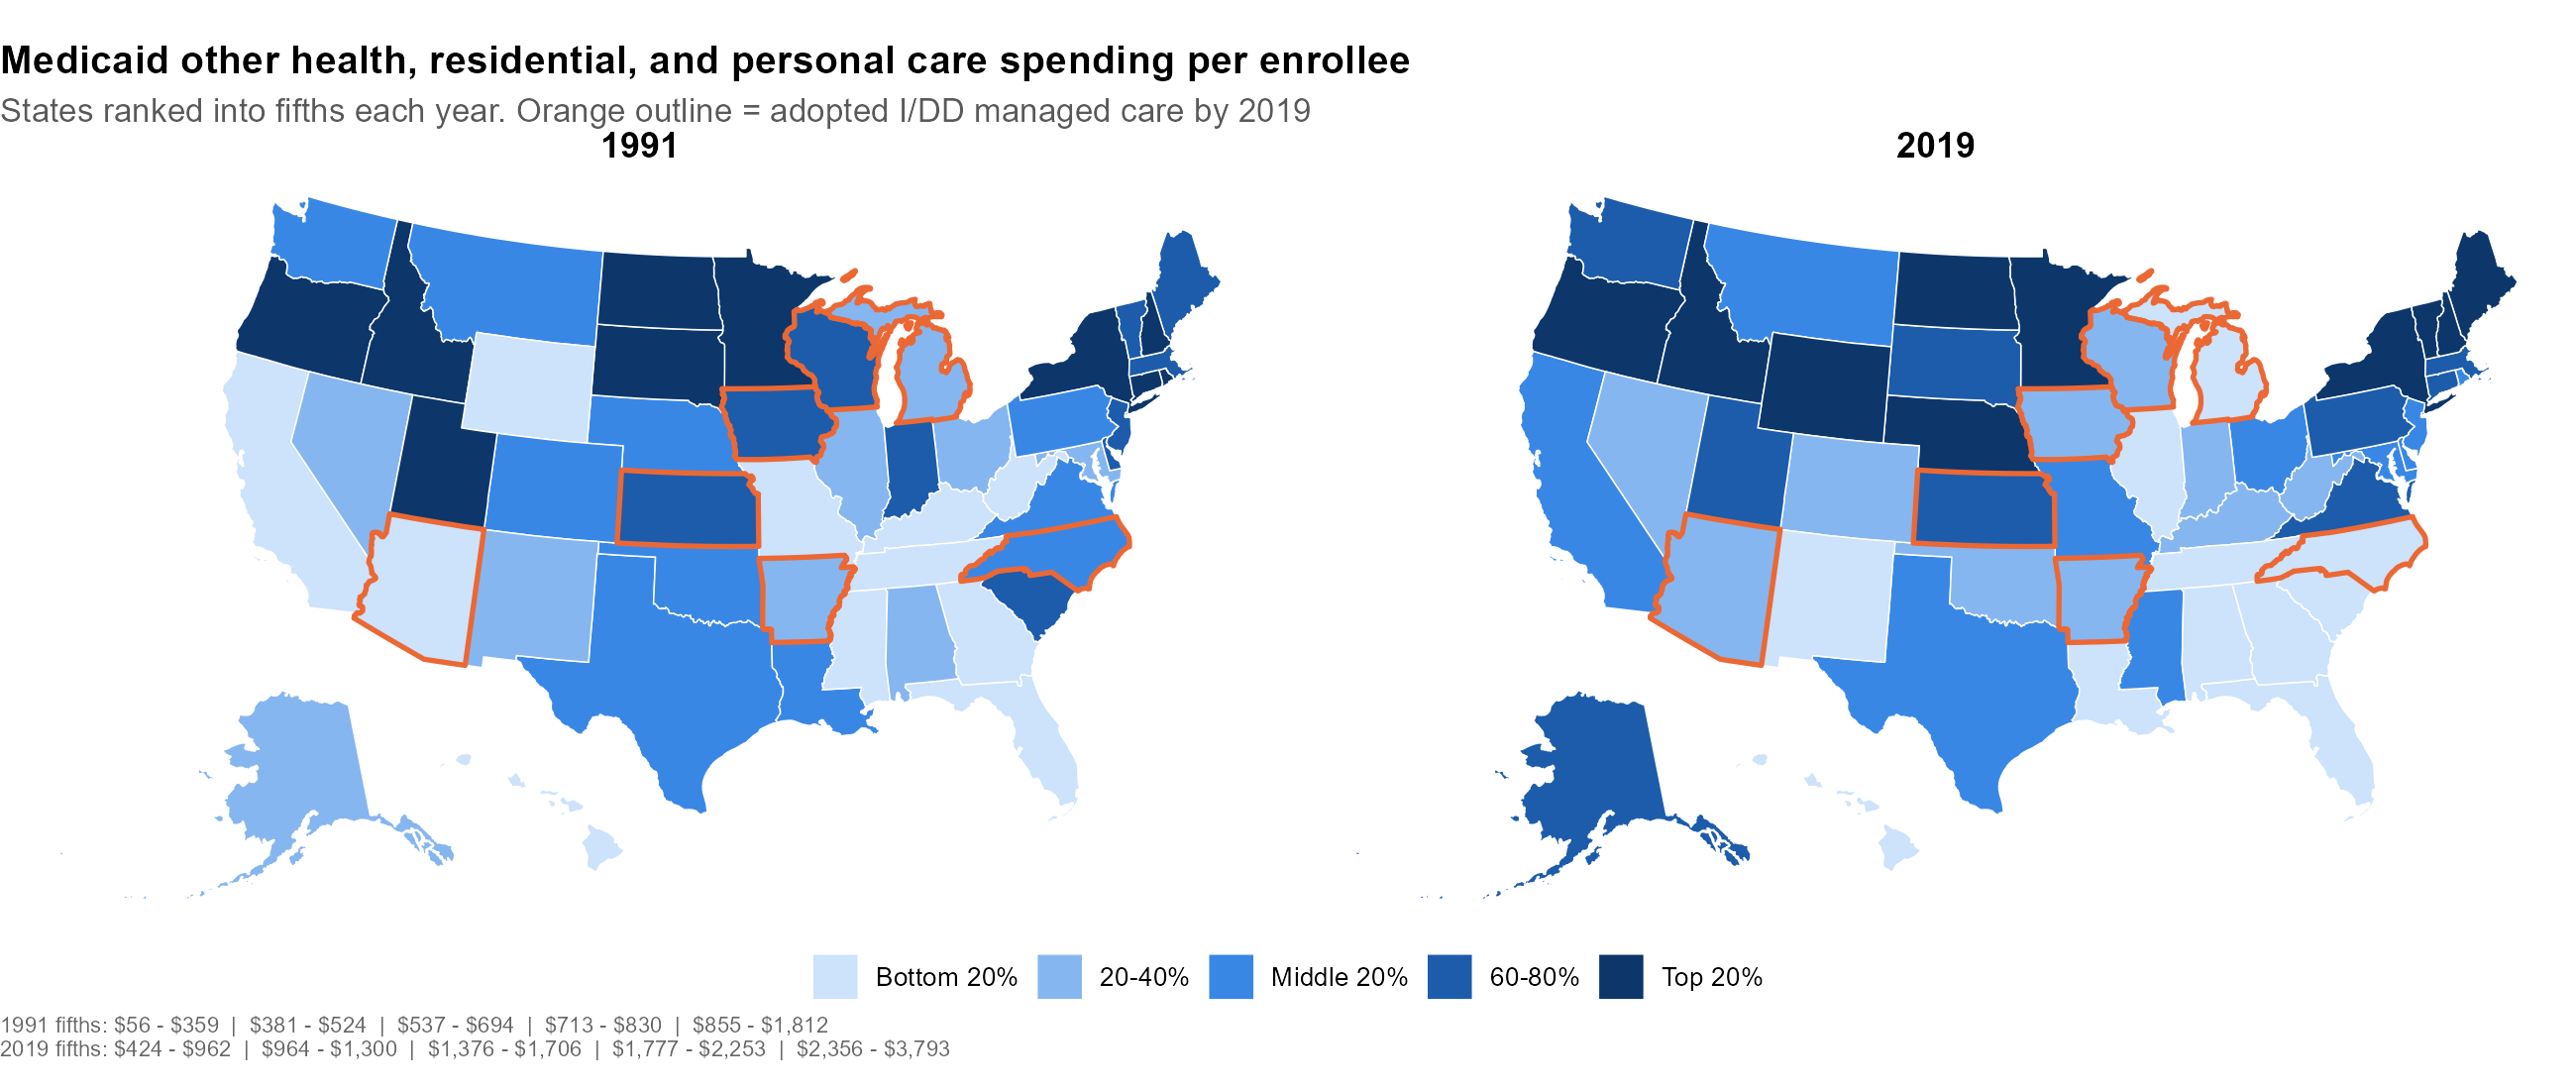 Medicaid other health, residential, and personal care spending per enrollee
States ranked into fifths each year. Orange outline = adopted I/DD managed care by 2019
1991
2019
Bottom 20%
20-40%
Middle 20%
60-80%
Top 20%
1991 fifths: $56 - $359 | $381 - $524 | $537 - $694 | $713 - $830 | $855 - $1,812
2019 fifths: $424 - $962 | $964 - $1,300 | $1,376 - $1,706 | $1,777 - $2,253 | $2,356 - $3,793